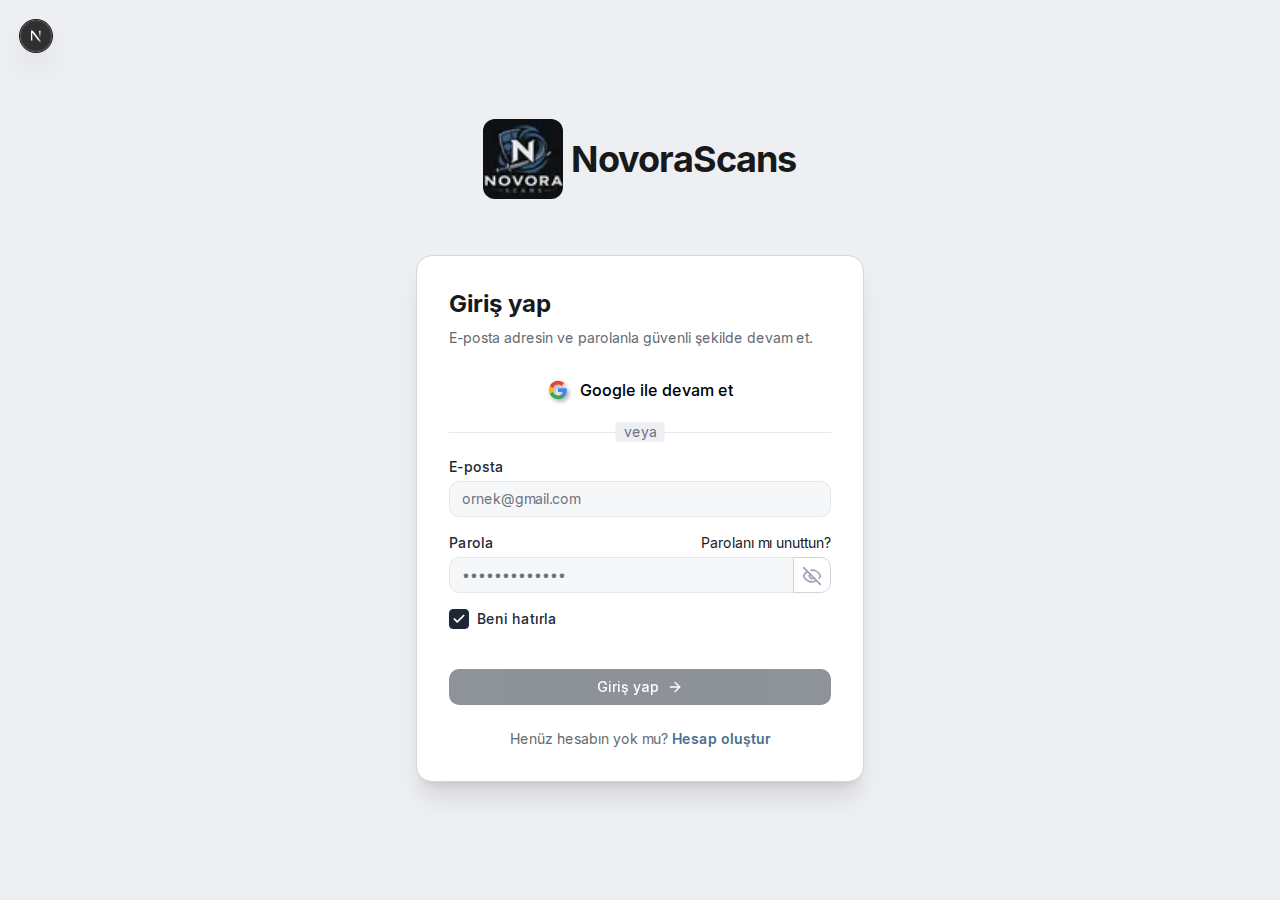 N
N
NOVORA
SCANS
NovoraScans
Giriş yap
E-posta adresin ve parolanla güvenli şekilde devam et.
Google ile devam et
veya
E-posta
ornek@gmail.com
Parola
Parolanı mı unuttun?
•••••••••••••
Beni hatırla
Giriş yap →
Henüz hesabın yok mu? Hesap oluştur